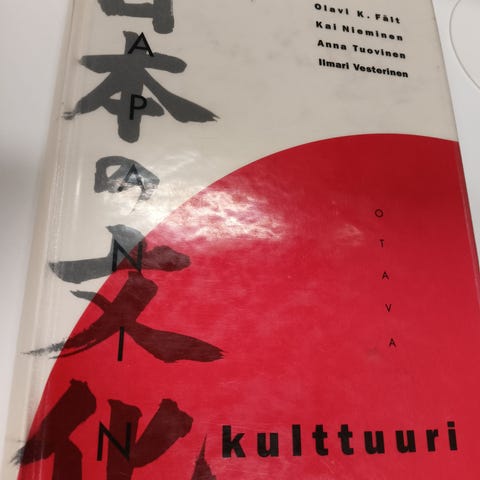 Olavi K. Fält
Kai Nieminen
Anna Tuovinen
Ilmari Vesterinen
日本の文化
JAPANIN
OTAVA
kulttuuri